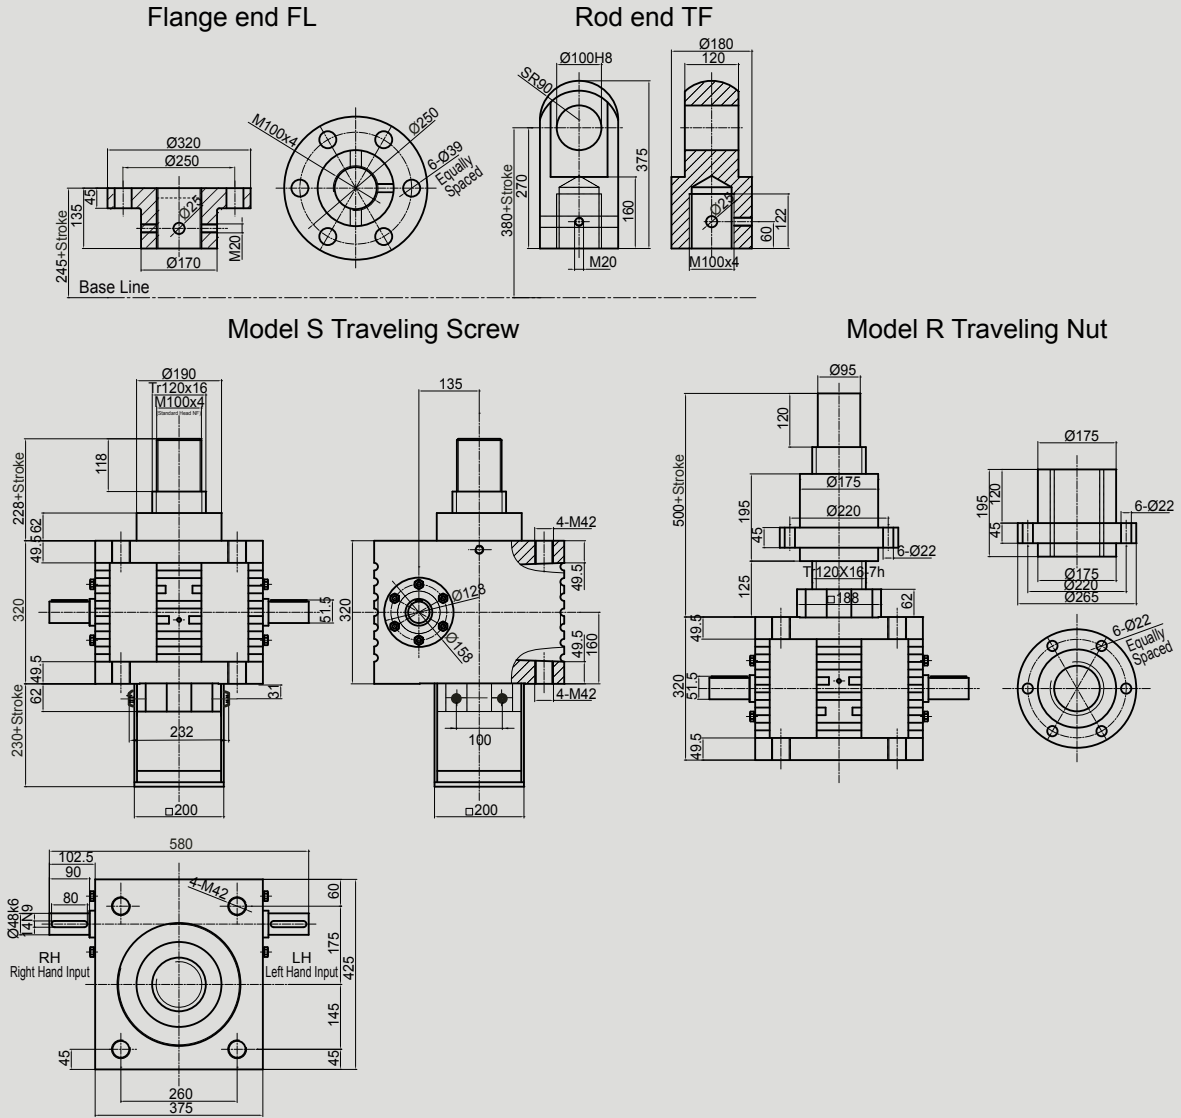 Flange end FL
Rod end TF
Ø320
Ø250
45
135
245+Stroke
Ø25
M20
Ø170
Base Line
M100x4
Ø250
6-Ø39
Equally
Spaced
Ø100H8
SR90
380+Stroke
270
375
160
M20
Ø180
120
Ø25
60
122
M100x4
Model S Traveling Screw
Model R Traveling Nut
Ø190
Tr120x16
M100x4
(Standard Head NF)
118
228+Stroke
62
49.5
320
51.5
49.5
62
230+Stroke
31
232
□200
135
4-M42
49.5
320
Ø128
Ø158
49.5
160
4-M42
100
□200
Ø95
120
500+Stroke
Ø175
195
Ø220
45
6-Ø22
125
Tr120X16-7h
□188
62
49.5
320
51.5
49.5
Ø175
195
120
45
6-Ø22
Ø175
Ø220
Ø265
6-Ø22
Equally
Spaced
580
102.5
90
80
4-M42
60
Ø48k6
14N9
175
425
RH
Right Hand Input
LH
Left Hand Input
145
45
45
260
375